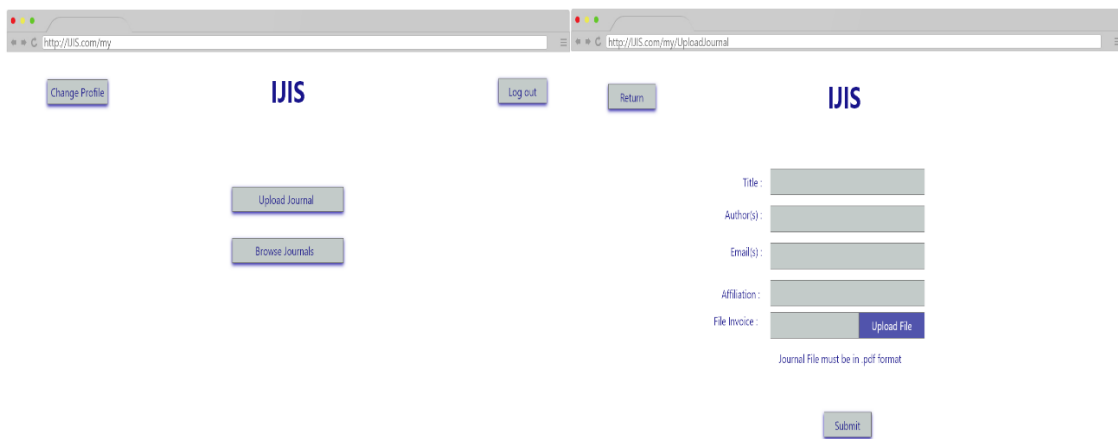 http://IJIS.com/my
Change Profile
IJIS
Log out
Upload Journal
Browse Journals
http://IJIS.com/my/UploadJournal
Return
IJIS
Title :
Author(s) :
Email(s) :
Affiliation :
File Invoice :
Upload File
Journal File must be in .pdf format
Submit